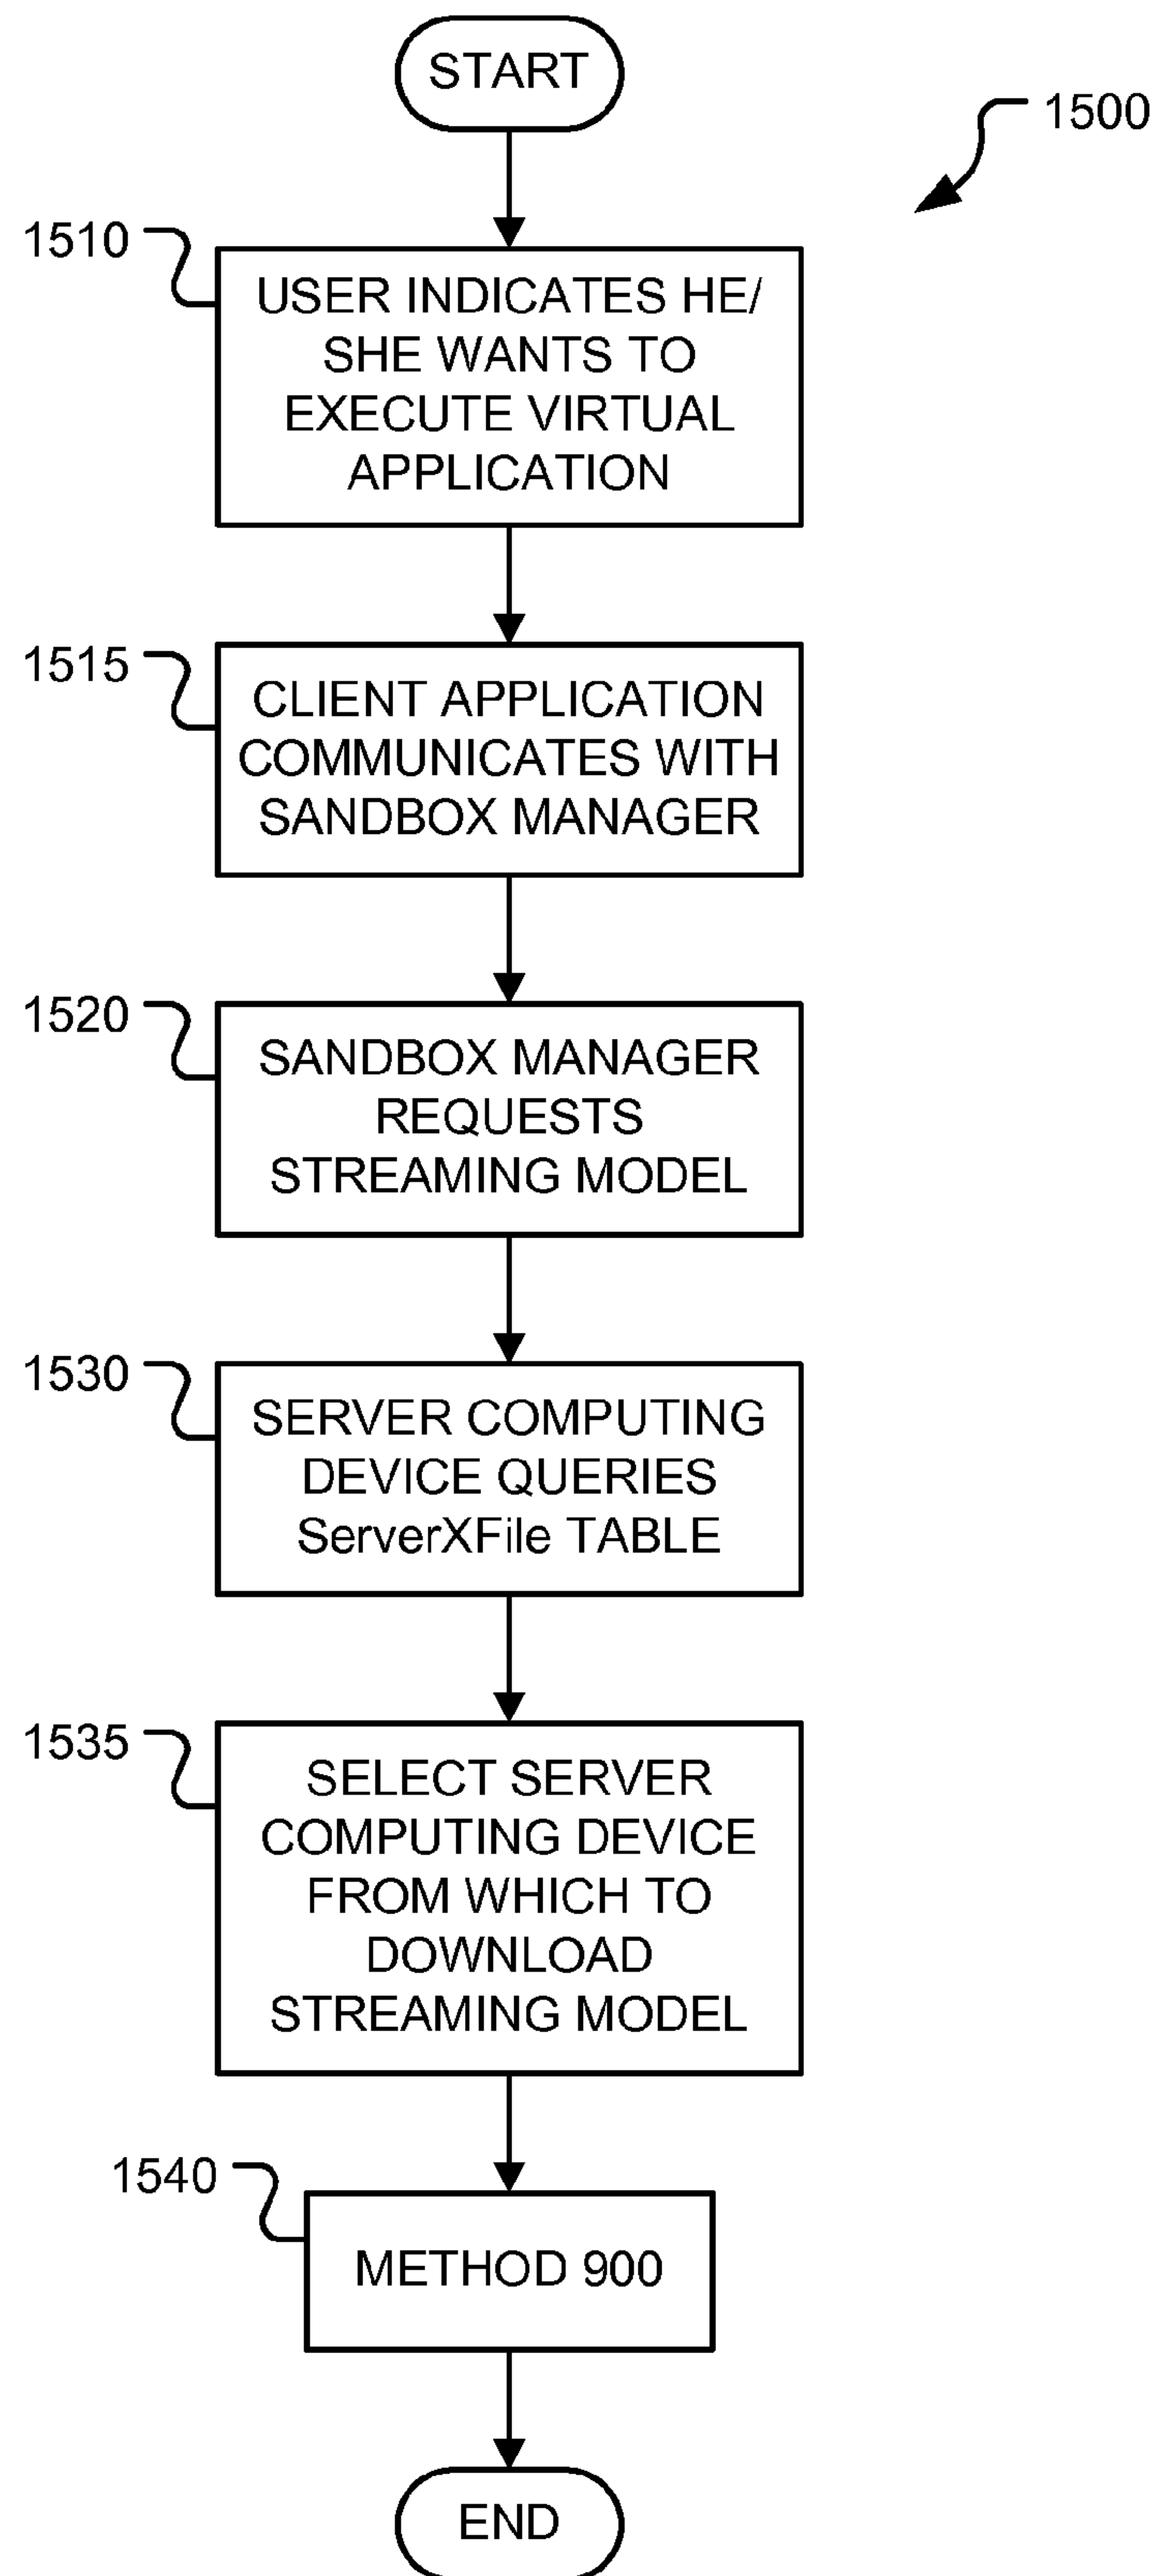 START
1500
1510
USER INDICATES HE/
SHE WANTS TO
EXECUTE VIRTUAL
APPLICATION
1515
CLIENT APPLICATION
COMMUNICATES WITH
SANDBOX MANAGER
1520
SANDBOX MANAGER
REQUESTS
STREAMING MODEL
1530
SERVER COMPUTING
DEVICE QUERIES
ServerXFile TABLE
1535
SELECT SERVER
COMPUTING DEVICE
FROM WHICH TO
DOWNLOAD
STREAMING MODEL
1540
METHOD 900
END